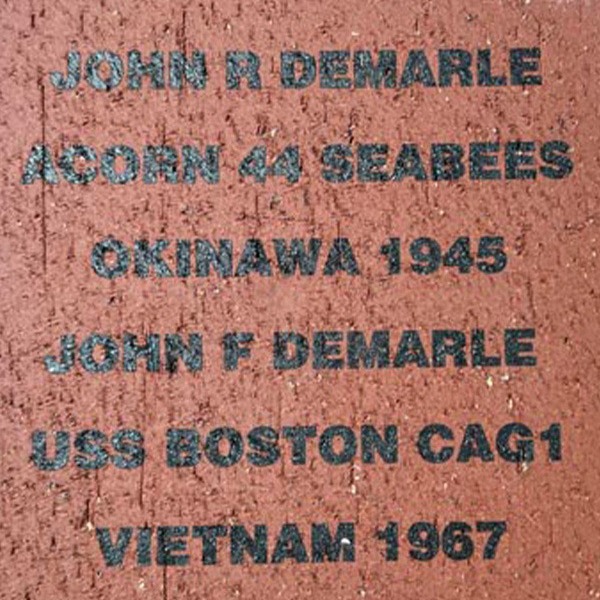 JOHN R DEMARLE
ACORN 44 SEABEES
OKINAWA 1945
JOHN F DEMARLE
USS BOSTON CAG1
VIETNAM 1967